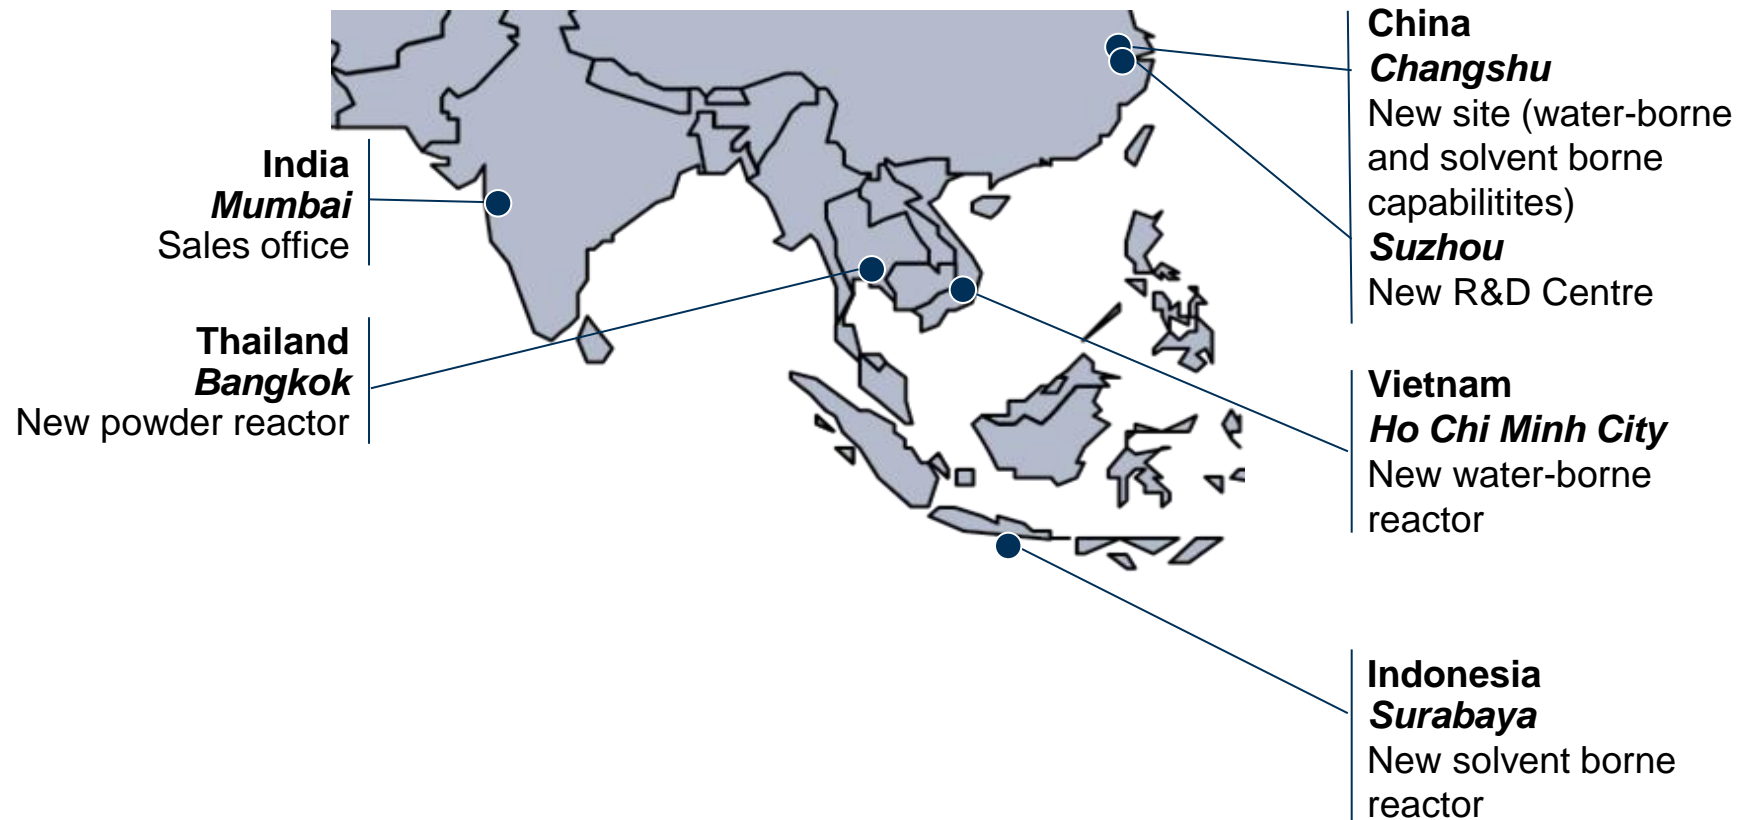 India
Mumbai
Sales office
Thailand
Bangkok
New powder reactor
China
Changshu
New site (water-borne
and solvent borne
capabilitites)
Suzhou
New R&D Centre
Vietnam
Ho Chi Minh City
New water-borne
reactor
Indonesia
Surabaya
New solvent borne
reactor